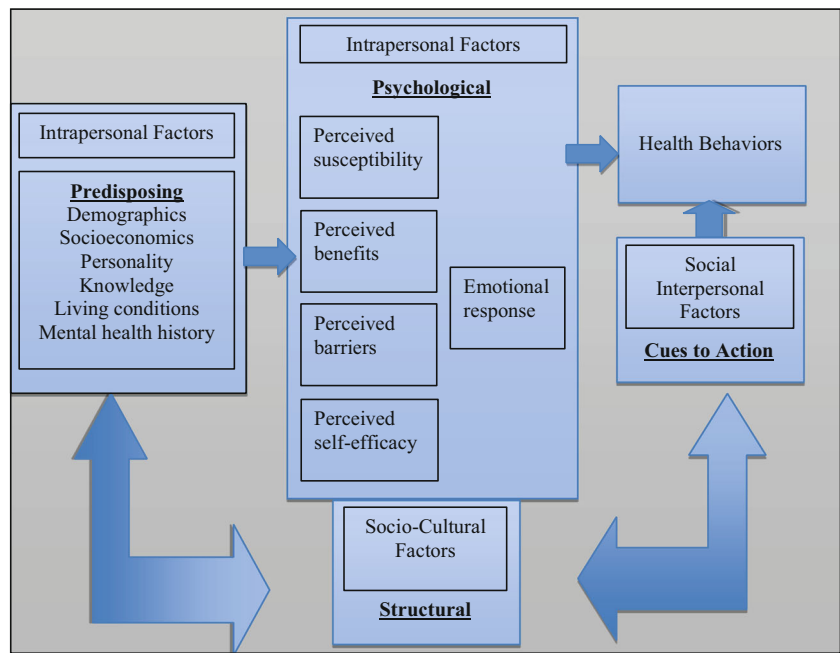 Intrapersonal Factors
Predisposing
Demographics
Socioeconomics
Personality
Knowledge
Living conditions
Mental health history
Intrapersonal Factors
Psychological
Perceived
susceptibility
Perceived
benefits
Perceived
barriers
Perceived
self-efficacy
Emotional
response
Socio-Cultural
Factors
Structural
Health Behaviors
Social
Interpersonal
Factors
Cues to Action